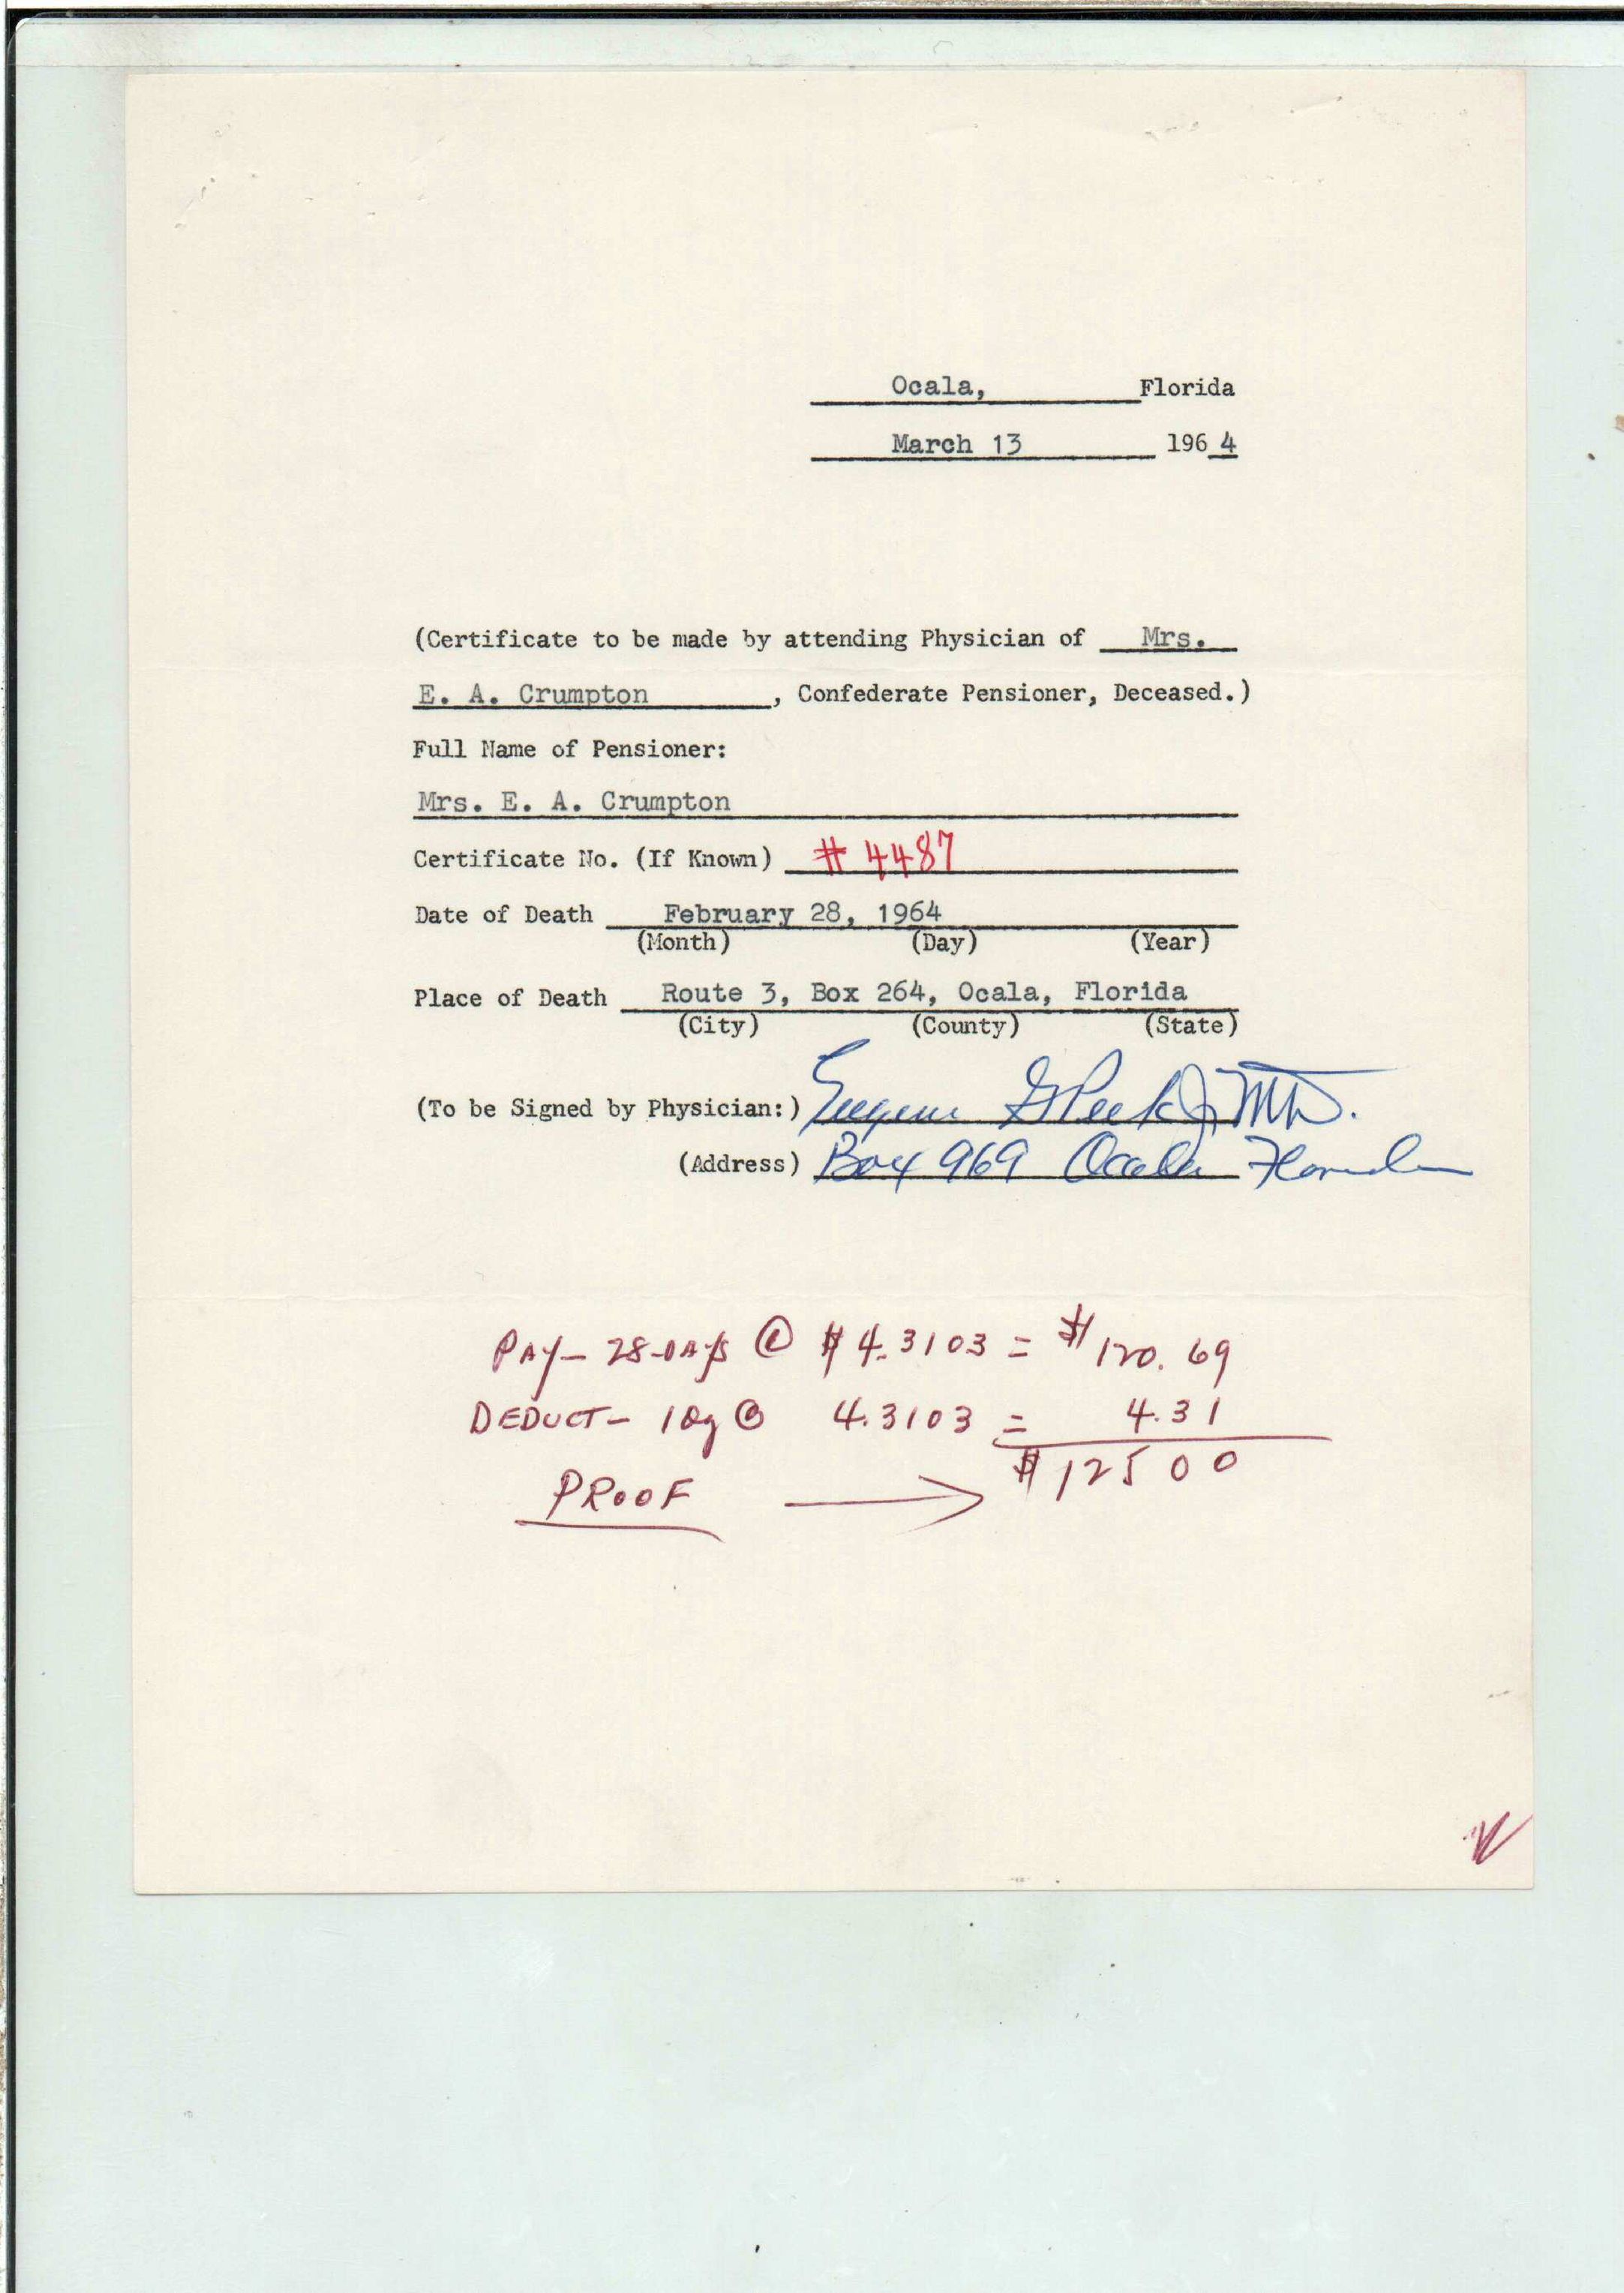 Ocala, Florida
March 13 1964
(Certificate to be made by attending Physician of Mrs.
E. A. Crumpton, Confederate Pensioner, Deceased.)
Full Name of Pensioner:
Mrs. E. A. Crumpton
Certificate No. (If Known) # 4487
Date of Death February 28, 1964
(Month) (Day) (Year)
Place of Death Route 3, Box 264, Ocala, Florida
(City) (County) (State)
(To be Signed by Physician:) Eugene G Peek Jr, MD.
(Address) Box 969 Ocala Florida
PAY- 28-DAYS @ $ 4.3103 = $120.69
DEDUCT- 1 Day @ 4.3103 = 4.31
PROOF → $12500